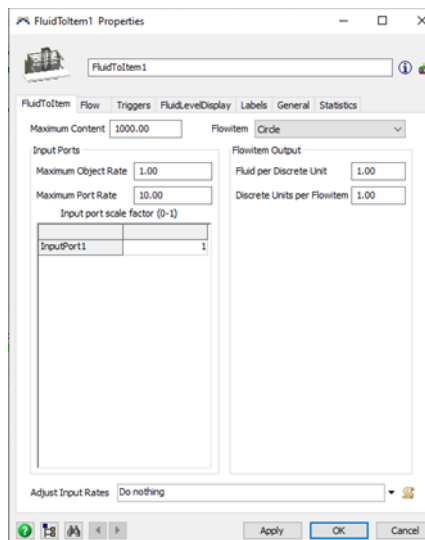 FluidToItem1 Properties
FluidToItem1
FluidToItem Flow Triggers FluidLevelDisplay Labels General Statistics
Maximum Content 1000.00 Flowitem Circle
Input Ports Flowitem Output
Maximum Object Rate 1.00 Fluid per Discrete Unit 1.00
Maximum Port Rate 10.00 Discrete Units per Flowitem 1.00
Input port scale factor (0-1)
InputPort1 1
Adjust Input Rates Do nothing
Apply OK Cancel